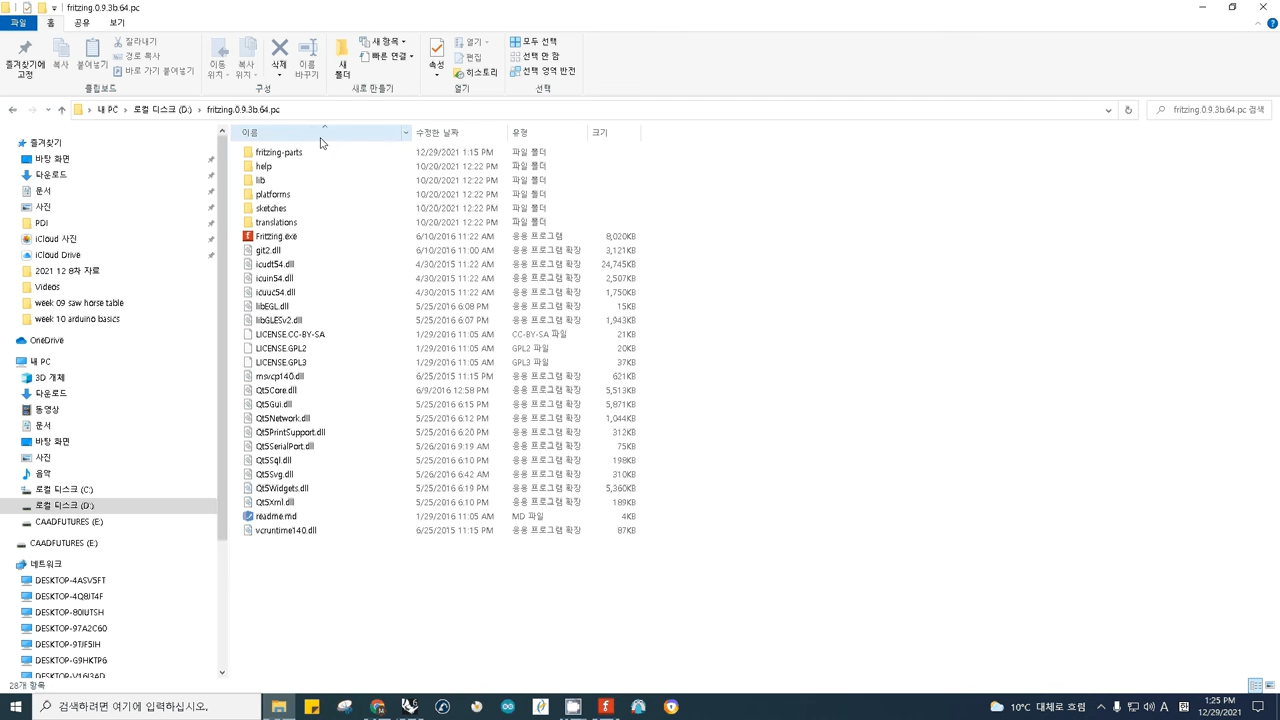 fritzing.0.9.3b.64.pc
파일
홈
공유
보기
즐겨찾기에
고정
복사
붙여넣기
잘라내기
경로 복사
바로 가기 붙여넣기
클립보드
이동
위치
복사
위치
삭제
이름
바꾸기
구성
새
폴더
새 항목
빠른 연결
새로 만들기
속성
열기
편집
히스토리
열기
모두 선택
선택 안 함
선택 영역 반전
선택
내 PC
로컬 디스크 (D:)
fritzing.0.9.3b.64.pc
fritzing.0.9.3b.64.pc 검색
즐겨찾기
바탕 화면
다운로드
문서
사진
PDI
iCloud 사진
iCloud Drive
2021 12 8차 자료
Videos
week 09 saw horse table
week 10 arduino basics
OneDrive
내 PC
3D 개체
다운로드
동영상
문서
바탕 화면
사진
음악
로컬 디스크 (C:)
로컬 디스크 (D:)
CAADFUTURES (E:)
CAADFUTURES (E:)
네트워크
DESKTOP-4ASV5FT
DESKTOP-4Q8JT4F
DESKTOP-80IUTSH
DESKTOP-97A2C60
DESKTOP-9TJF5IH
DESKTOP-G9HKTP6
이름 수정한 날짜 유형 크기
fritzing-parts 12/29/2021 1:15 PM 파일 폴더
help 10/20/2021 12:22 PM 파일 폴더
lib 10/20/2021 12:22 PM 파일 폴더
platforms 10/20/2021 12:22 PM 파일 폴더
sketches 10/20/2021 12:22 PM 파일 폴더
translations 10/20/2021 12:22 PM 파일 폴더
Fritzing.exe 6/10/2016 11:22 AM 응용 프로그램 8,020KB
git2.dll 6/10/2016 11:00 AM 응용 프로그램 확장 3,121KB
icudt54.dll 4/30/2015 11:15 AM 응용 프로그램 확장 24,745KB
icuin54.dll 4/30/2015 11:15 AM 응용 프로그램 확장 2,507KB
icuuc54.dll 4/30/2015 11:15 AM 응용 프로그램 확장 1,750KB
libEGL.dll 5/25/2016 6:08 PM 응용 프로그램 확장 15KB
libGLESv2.dll 5/25/2016 6:07 PM 응용 프로그램 확장 1,943KB
LICENSE.CC-BY-SA 1/29/2016 11:05 AM CC-BY-SA 파일 21KB
LICENSE.GPL2 1/29/2016 11:05 AM GPL2 파일 20KB
LICENSE.GPL3 1/29/2016 11:05 AM GPL3 파일 37KB
msvcp140.dll 6/25/2015 11:15 PM 응용 프로그램 확장 621KB
Qt5Core.dll 6/9/2016 12:58 PM 응용 프로그램 확장 5,513KB
Qt5Gui.dll 5/25/2016 6:15 PM 응용 프로그램 확장 5,871KB
Qt5Network.dll 5/25/2016 6:12 PM 응용 프로그램 확장 1,044KB
Qt5PrintSupport.dll 5/25/2016 6:20 PM 응용 프로그램 확장 312KB
Qt5SerialPort.dll 5/26/2016 9:19 AM 응용 프로그램 확장 75KB
Qt5Sql.dll 5/25/2016 6:10 PM 응용 프로그램 확장 198KB
Qt5Svg.dll 5/26/2016 6:42 AM 응용 프로그램 확장 310KB
Qt5Widgets.dll 5/25/2016 6:19 PM 응용 프로그램 확장 5,360KB
Qt5Xml.dll 5/25/2016 6:10 PM 응용 프로그램 확장 189KB
readme.md 1/29/2016 11:05 AM MD 파일 4KB
vcruntime140.dll 6/25/2015 11:15 PM 응용 프로그램 확장 87KB
28개 항목
검색하려면 여기에 입력하십시오.
10°C 대체로 흐림
A
1:25 PM
12/29/2021